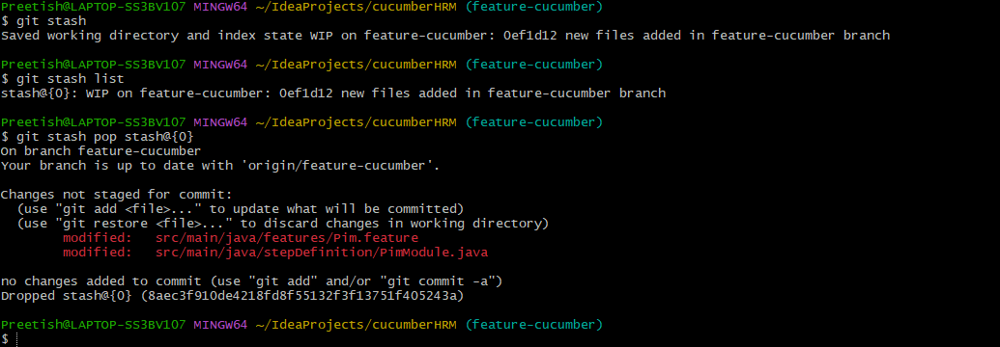 Preetish@LAPTOP-SS3BV107 MINGW64 ~/IdeaProjects/cucumberHRM (feature-cucumber)
$ git stash
Saved working directory and index state WIP on feature-cucumber: 0ef1d12 new files added in feature-cucumber branch
Preetish@LAPTOP-SS3BV107 MINGW64 ~/IdeaProjects/cucumberHRM (feature-cucumber)
$ git stash list
stash@{0}: WIP on feature-cucumber: 0ef1d12 new files added in feature-cucumber branch
Preetish@LAPTOP-SS3BV107 MINGW64 ~/IdeaProjects/cucumberHRM (feature-cucumber)
$ git stash pop stash@{0}
On branch feature-cucumber
Your branch is up to date with 'origin/feature-cucumber'.
Changes not staged for commit:
  (use "git add <file>..." to update what will be committed)
  (use "git restore <file>..." to discard changes in working directory)
        modified:   src/main/java/features/Pim.feature
        modified:   src/main/java/stepDefinition/PimModule.java
no changes added to commit (use "git add" and/or "git commit -a")
Dropped stash@{0} (8aec3f910de4218fd8f55132f3f13751f405243a)
Preetish@LAPTOP-SS3BV107 MINGW64 ~/IdeaProjects/cucumberHRM (feature-cucumber)
$